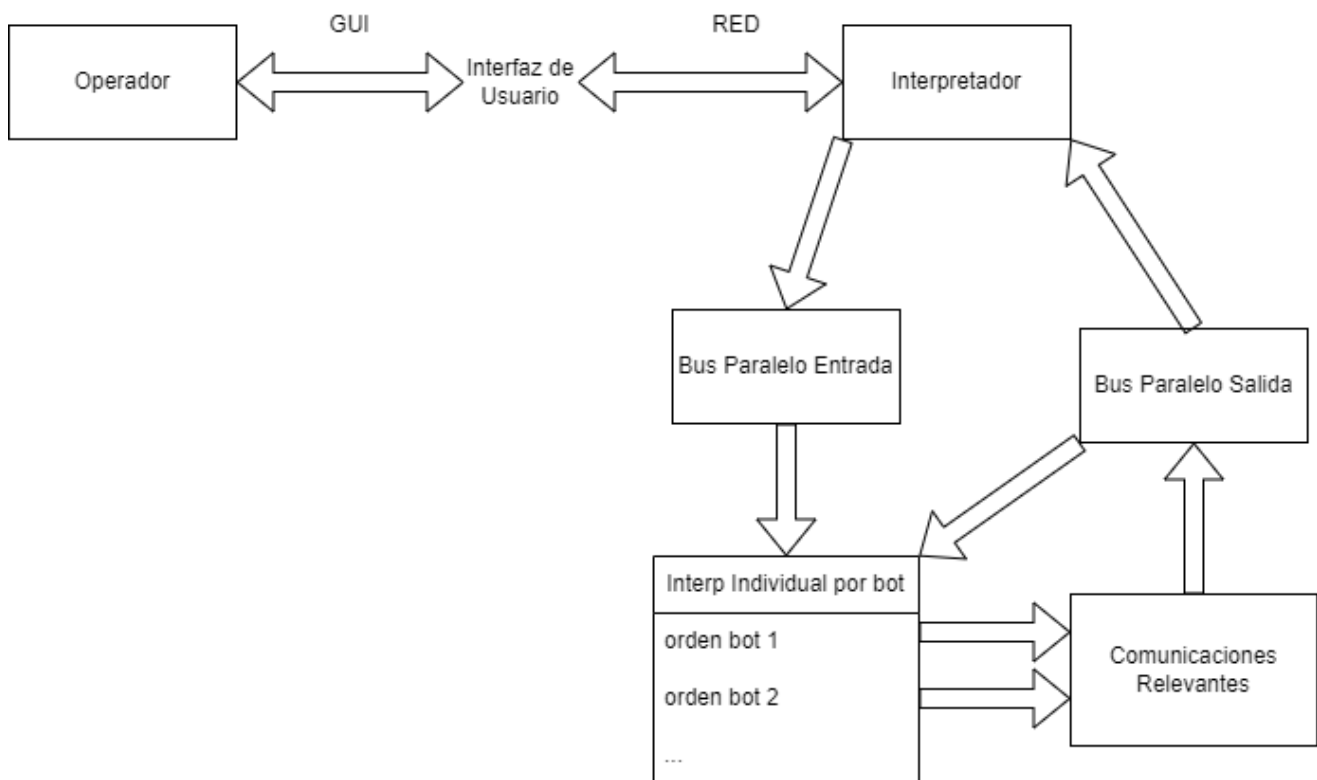 GUI
RED
Operador
Interfaz de
Usuario
Interpretador
Bus Paralelo Entrada
Bus Paralelo Salida
Interp Individual por bot
orden bot 1
orden bot 2
...
Comunicaciones
Relevantes